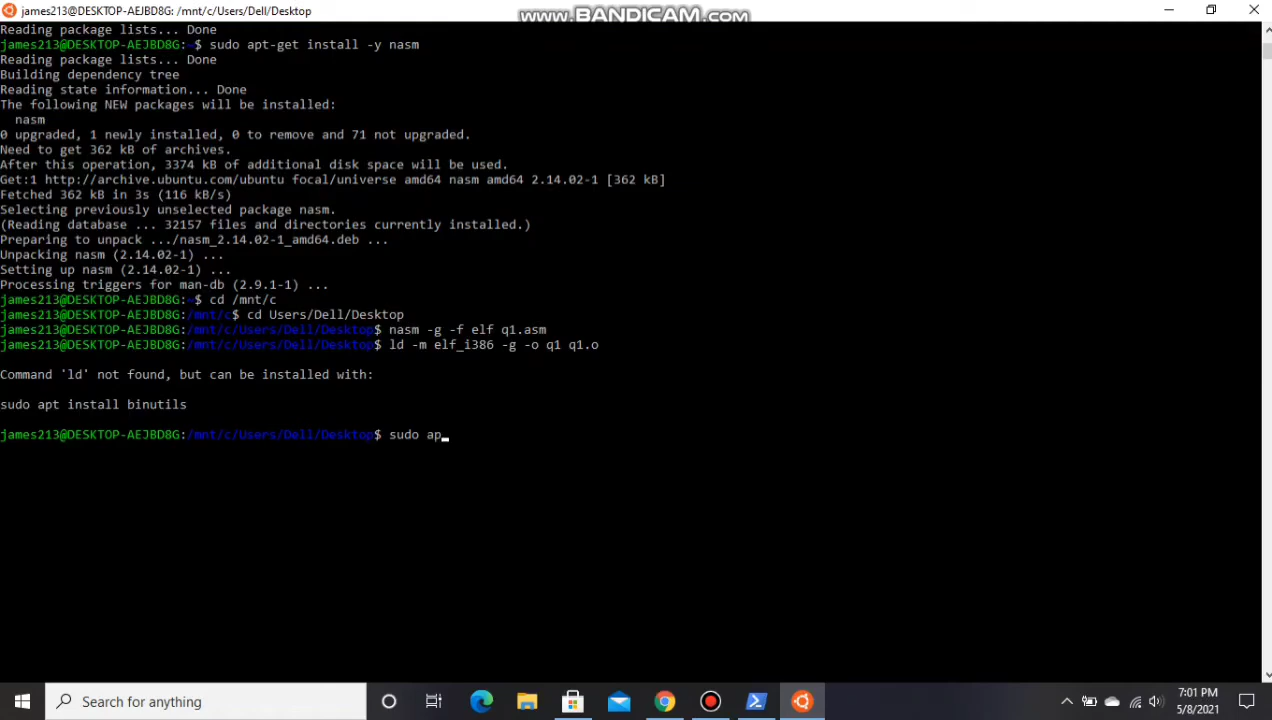 james213@DESKTOP-AEJBD8G: /mnt/c/Users/Dell/Desktop
www.BANDICAM.com
Reading package lists... Done
james213@DESKTOP-AEJBD8G:~$ sudo apt-get install -y nasm
Reading package lists... Done
Building dependency tree
Reading state information... Done
The following NEW packages will be installed:
  nasm
0 upgraded, 1 newly installed, 0 to remove and 71 not upgraded.
Need to get 362 kB of archives.
After this operation, 3374 kB of additional disk space will be used.
Get:1 http://archive.ubuntu.com/ubuntu focal/universe amd64 nasm amd64 2.14.02-1 [362 kB]
Fetched 362 kB in 3s (116 kB/s)
Selecting previously unselected package nasm.
(Reading database ... 32157 files and directories currently installed.)
Preparing to unpack .../nasm_2.14.02-1_amd64.deb ...
Unpacking nasm (2.14.02-1) ...
Setting up nasm (2.14.02-1) ...
Processing triggers for man-db (2.9.1-1) ...
james213@DESKTOP-AEJBD8G:~$ cd /mnt/c
james213@DESKTOP-AEJBD8G:/mnt/c$ cd Users/Dell/Desktop
james213@DESKTOP-AEJBD8G:/mnt/c/Users/Dell/Desktop$ nasm -g -f elf q1.asm
james213@DESKTOP-AEJBD8G:/mnt/c/Users/Dell/Desktop$ ld -m elf_i386 -g -o q1 q1.o
Command 'ld' not found, but can be installed with:
sudo apt install binutils
james213@DESKTOP-AEJBD8G:/mnt/c/Users/Dell/Desktop$ sudo ap
Search for anything
7:01 PM
5/8/2021